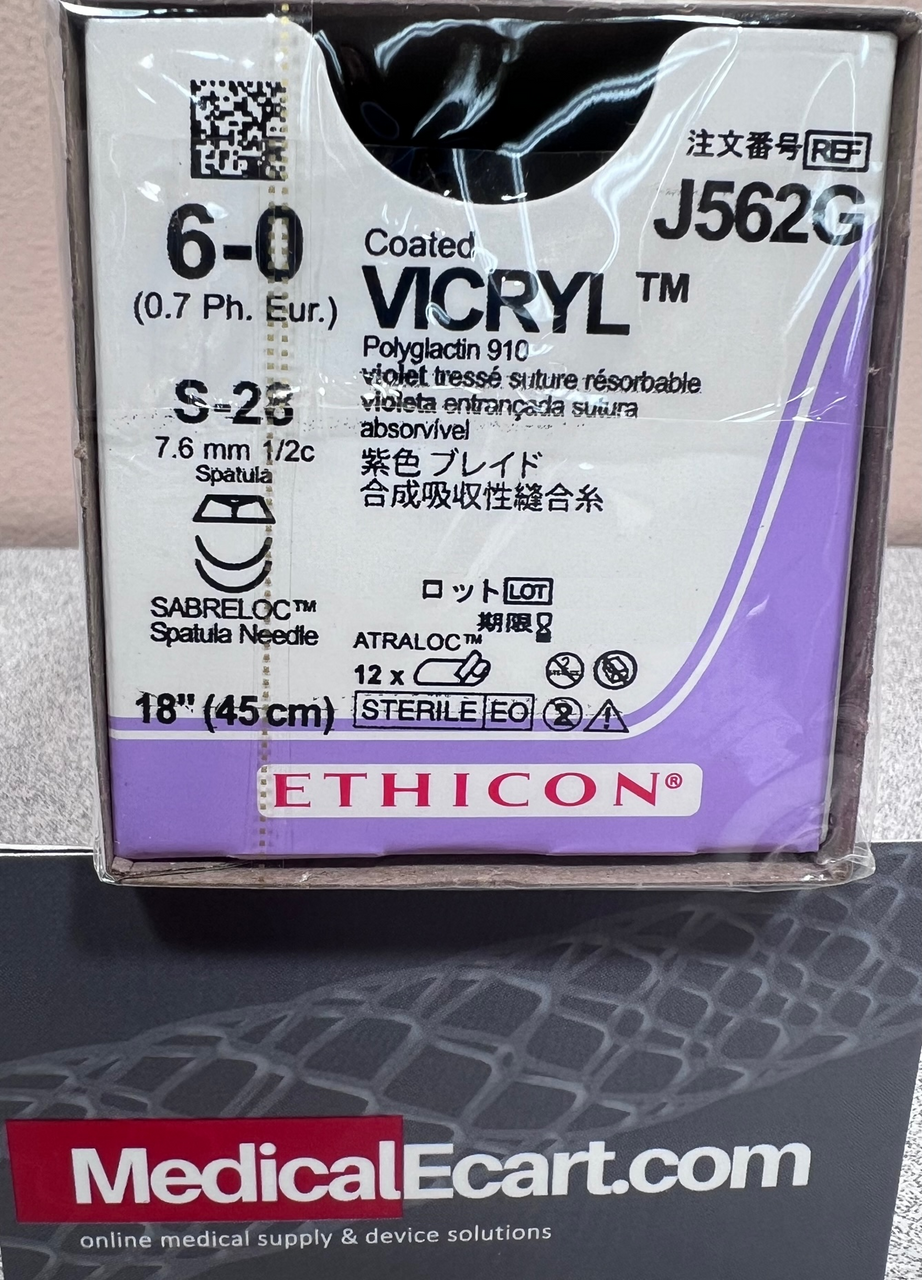 注文番号 REF
J562G
6-0
(0.7 Ph. Eur.)
Coated
VICRYL™
Polyglactin 910
violet tressé suture résorbable
violeta entrançada sutura
absorvível
紫色 ブレイド
合成吸収性縫合糸
S-28
7.6 mm 1/2c
Spatula
SABRELOC™
Spatula Needle
18" (45 cm)
ロット LOT
期限
ATRALOC™
12 x
STERILE EO
2
ETHICON®
MedicalEcart.com
online medical supply & device solutions